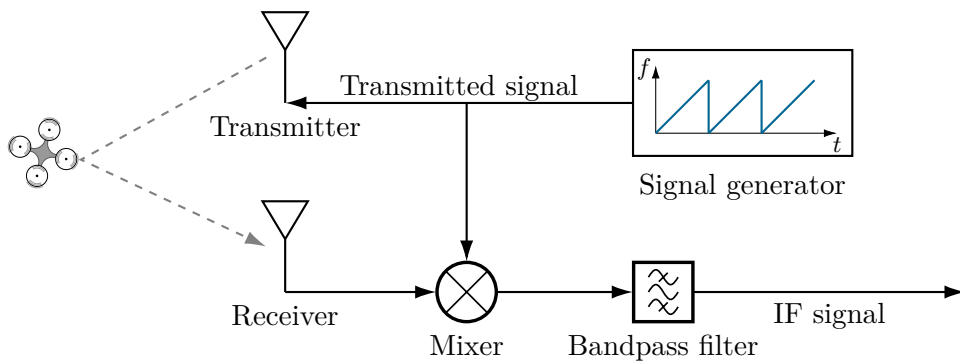 Transmitted signal
f
t
Transmitter
Signal generator
Receiver
Mixer
Bandpass filter
IF signal